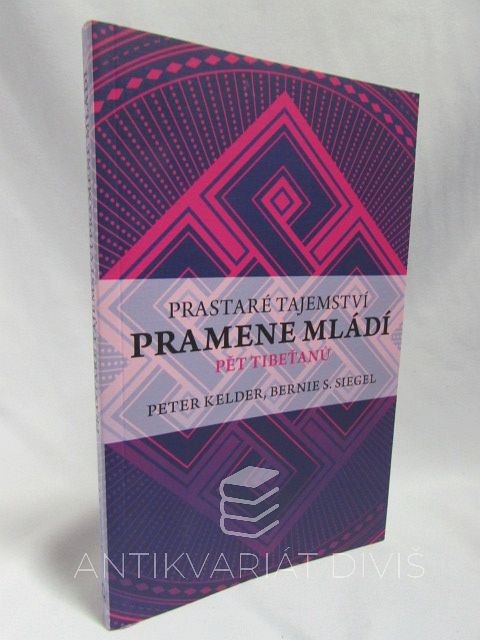 PRASTARÉ TAJEMSTVÍ
PRAMENE MLÁDÍ
PĚT TIBEŤANŮ
PETER KELDER, BERNIE S. SIEGEL
ANTIKVARIÁT DIVIŠ